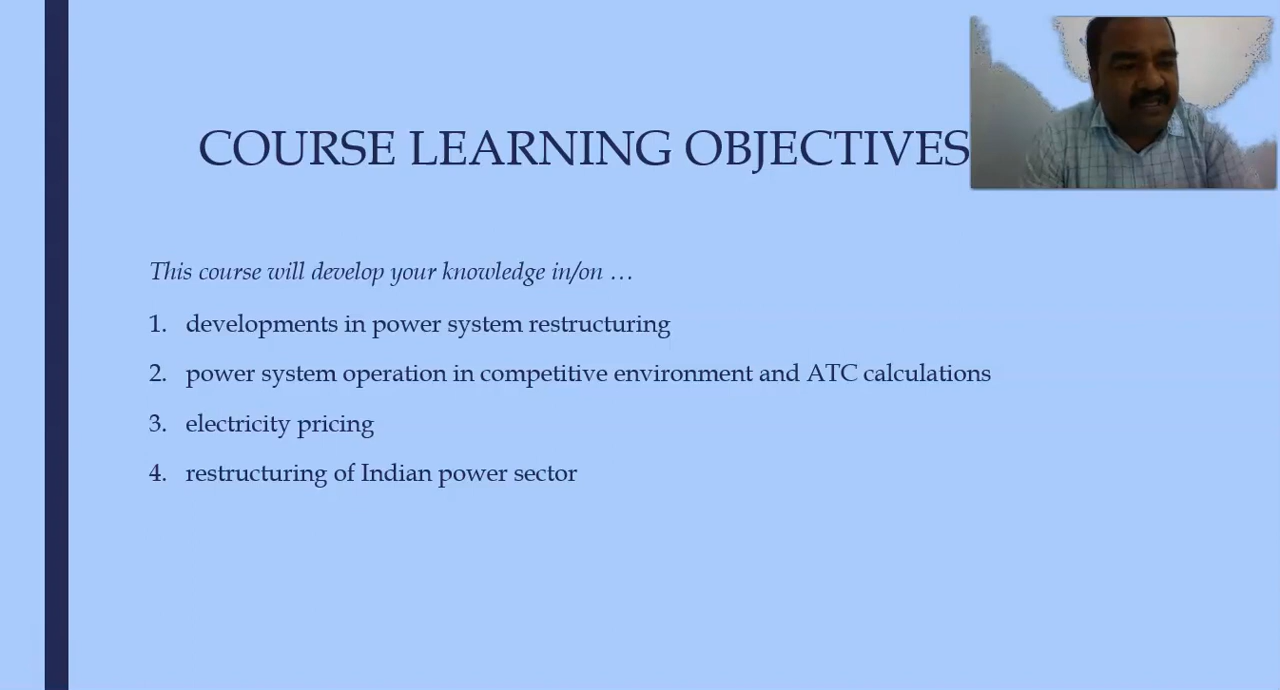 COURSE LEARNING OBJECTIVES
This course will develop your knowledge in/on …
1. developments in power system restructuring
2. power system operation in competitive environment and ATC calculations
3. electricity pricing
4. restructuring of Indian power sector